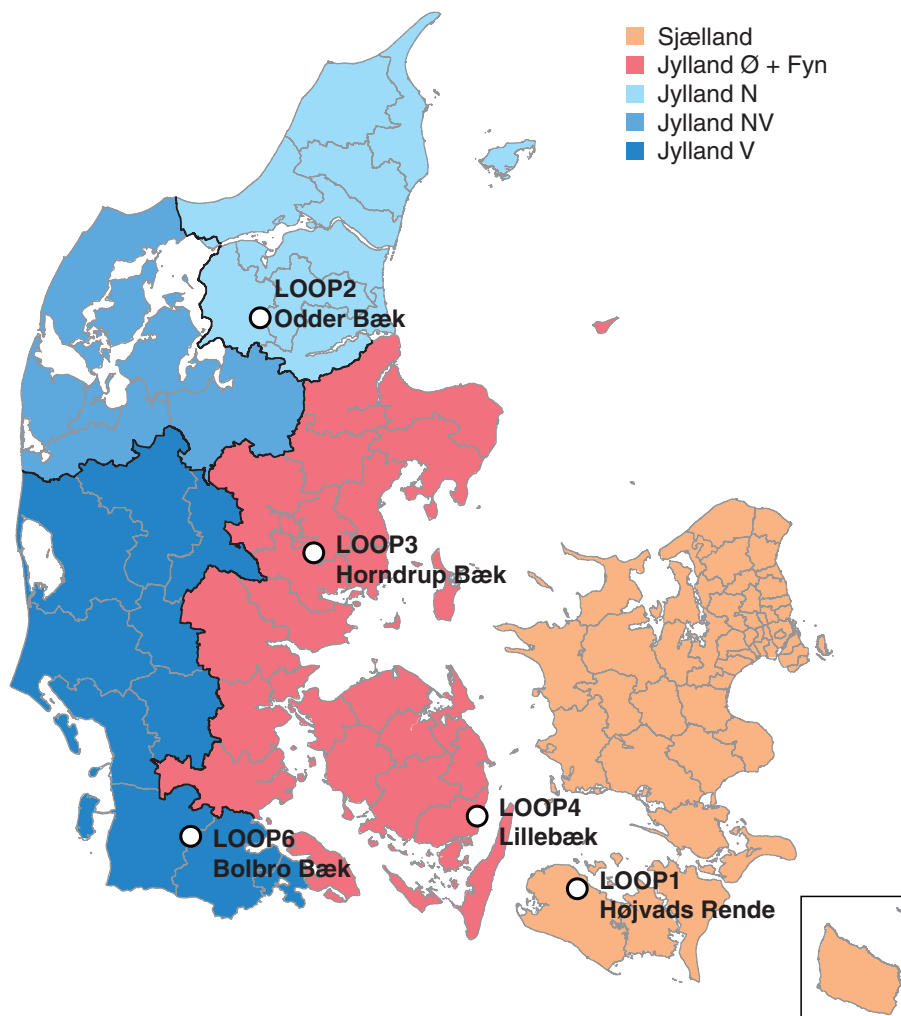 Sjælland
Jylland Ø + Fyn
Jylland N
Jylland NV
Jylland V
LOOP2
Odder Bæk
LOOP3
Horndrup Bæk
LOOP4
Lillebæk
LOOP6
Bolbro Bæk
LOOP1
Højvads Rende